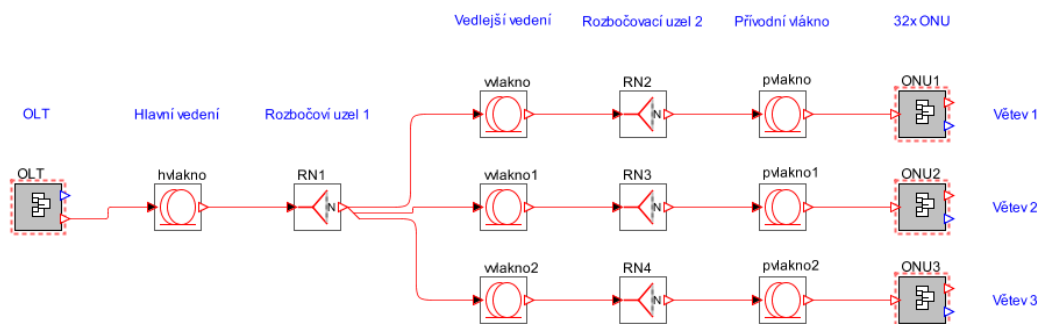 Vedlejší vedení
Rozbočovací uzel 2
Přívodní vlákno
32x ONU
vvlakno
RN2
pvlakno
ONU1
OLT
Hlavní vedení
Rozbočoví uzel 1
N
Větev 1
OLT
hvlakno
RN1
vvlakno1
RN3
pvlakno1
ONU2
N
N
Větev 2
vvlakno2
RN4
pvlakno2
ONU3
N
Větev 3